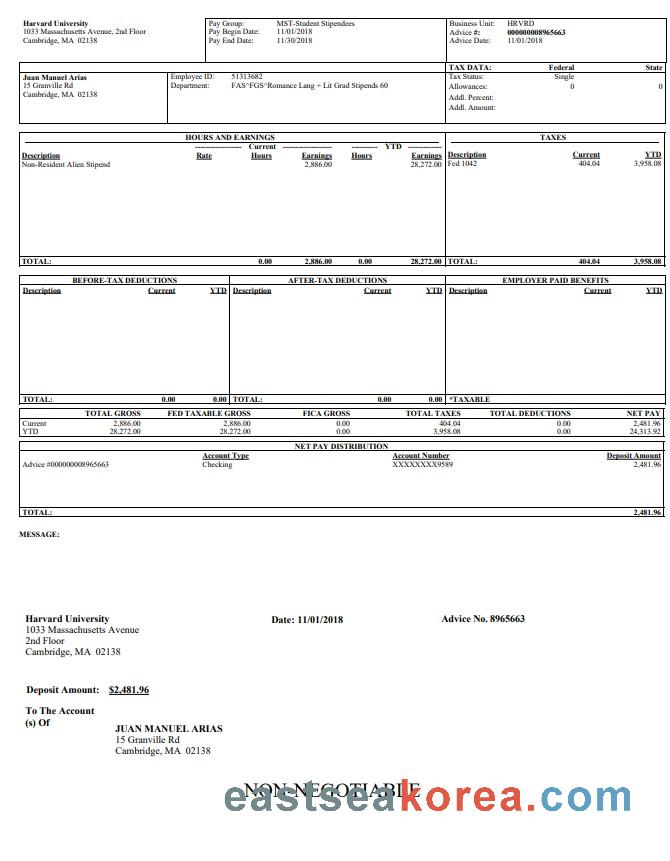 Harvard University
1033 Massachusetts Avenue, 2nd Floor
Cambridge, MA 02138
Pay Group: MST-Student Stipendees
Pay Begin Date: 11/01/2018
Pay End Date: 11/30/2018
Business Unit: HRVRD
Advice #: 000000008965663
Advice Date: 11/01/2018
Juan Manuel Arias
15 Granville Rd
Cambridge, MA 02138
Employee ID: 51313682
Department: FAS^FGS^Romance Lang + Lit Grad Stipends 60
TAX DATA: Federal State
Tax Status: Single
Allowances: 0 0
Addl. Percent:
Addl. Amount:
HOURS AND EARNINGS
------------------ Current ------------------ ---------- YTD ------------
Description Rate Hours Earnings Hours Earnings
Non-Resident Alien Stipend 2,886.00 28,272.00
TOTAL: 0.00 2,886.00 0.00 28,272.00
TAXES
Description Current YTD
Fed 1042 404.04 3,958.08
TOTAL: 404.04 3,958.08
BEFORE-TAX DEDUCTIONS
Description Current YTD
TOTAL: 0.00 0.00
AFTER-TAX DEDUCTIONS
Description Current YTD
TOTAL: 0.00 0.00
EMPLOYER PAID BENEFITS
Description Current YTD
*TAXABLE
TOTAL GROSS FED TAXABLE GROSS FICA GROSS TOTAL TAXES TOTAL DEDUCTIONS NET PAY
Current 2,886.00 2,886.00 0.00 404.04 0.00 2,481.96
YTD 28,272.00 28,272.00 0.00 3,958.08 0.00 24,313.92
NET PAY DISTRIBUTION
Account Type Account Number Deposit Amount
Advice #000000008965663 Checking XXXXXXXX9589 2,481.96
TOTAL: 2,481.96
MESSAGE:
Harvard University Date: 11/01/2018 Advice No. 8965663
1033 Massachusetts Avenue
2nd Floor
Cambridge, MA 02138
Deposit Amount: $2,481.96
To The Account
(s) Of
JUAN MANUEL ARIAS
15 Granville Rd
Cambridge, MA 02138
NON-NEGOTIABLE
eastseakorea.com